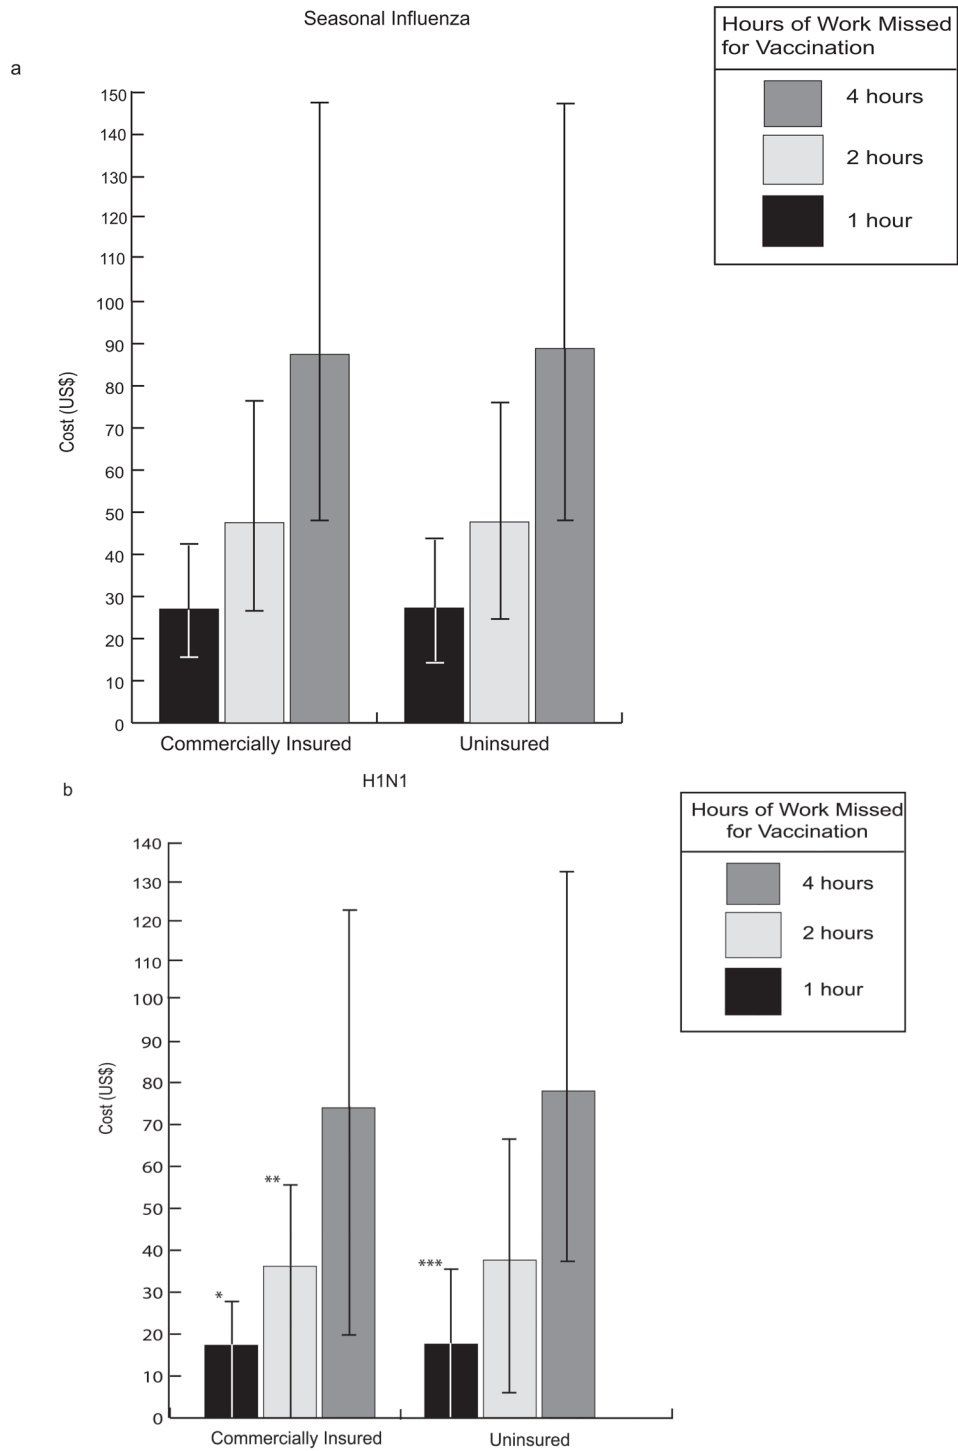 Seasonal Influenza
Hours of Work Missed
for Vaccination
4 hours
2 hours
1 hour
a
150
140
130
120
110
100
90
80
70
60
50
40
30
20
10
0
Cost (US$)
Commercially Insured
Uninsured
b
H1N1
Hours of Work Missed
for Vaccination
4 hours
2 hours
1 hour
140
130
120
110
100
90
80
70
60
50
40
30
20
10
0
Cost (US$)
*
**
***
Commercially Insured
Uninsured